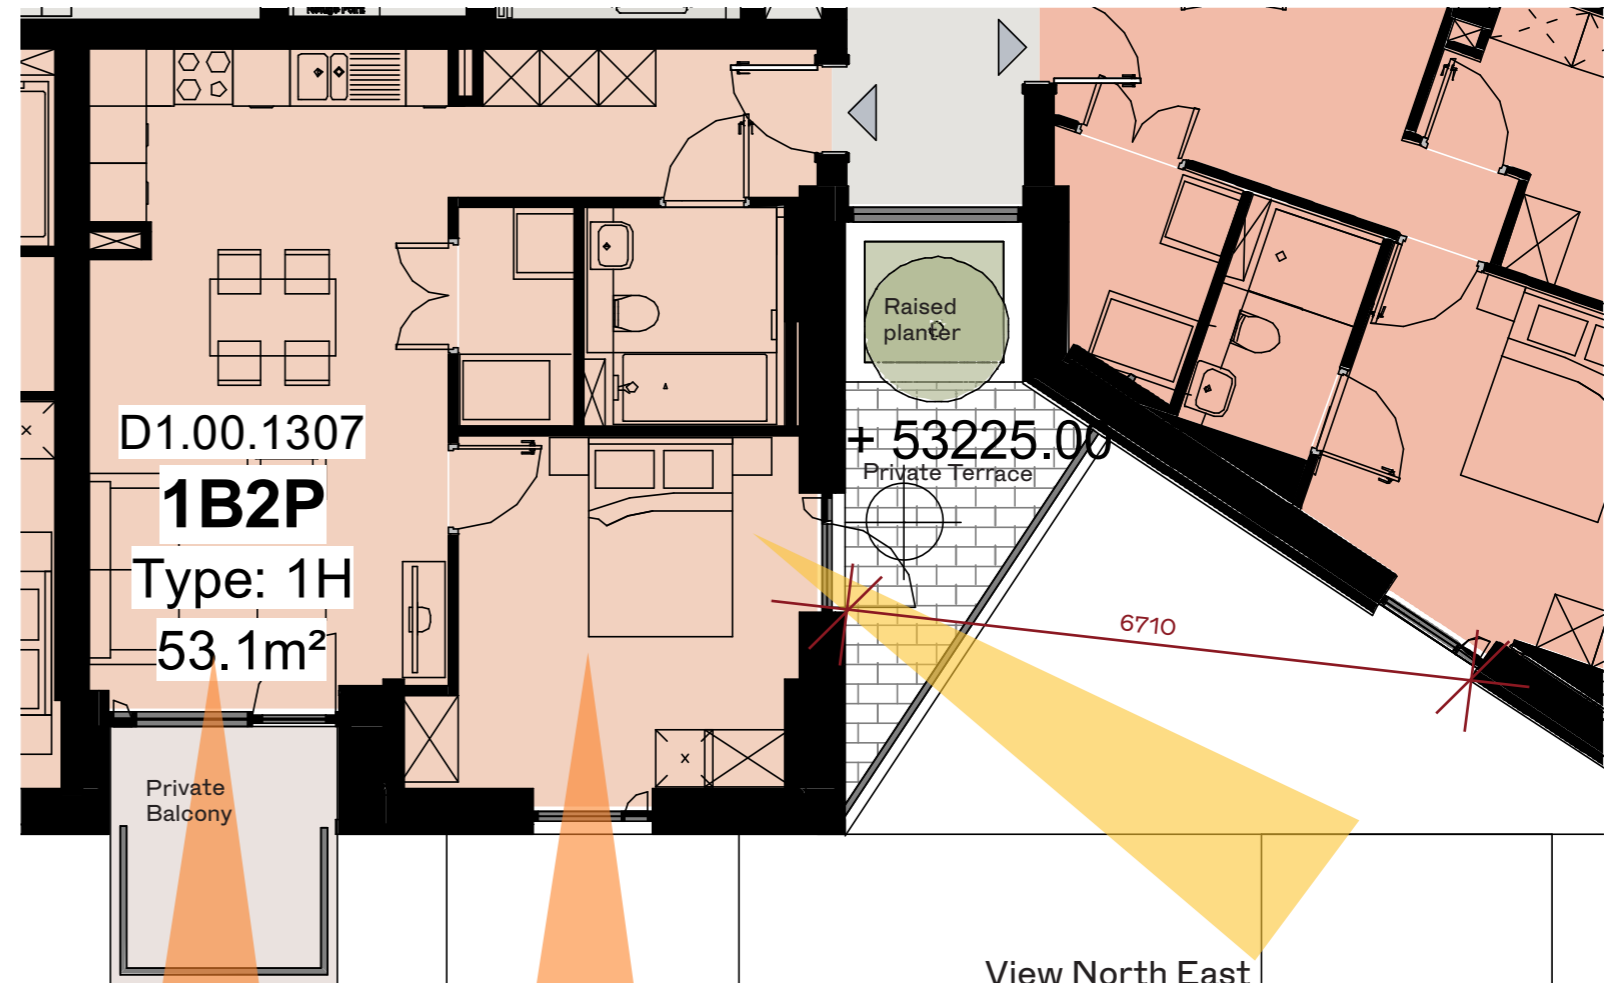 Raised
planter
D1.00.1307
1B2P
Type: 1H
53.1m²
+ 53225.00
Private Terrace
6710
x
x
Private
Balcony
View North East